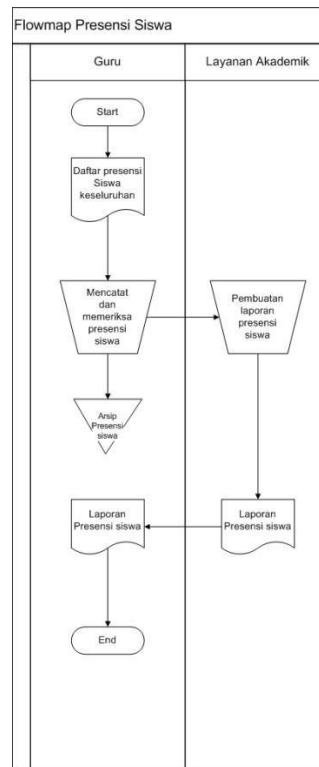 Flowmap Presensi Siswa
Guru
Layanan Akademik
Start
Daftar presensi
Siswa
keseluruhan
Mencatat
dan
memeriksa
presensi
siswa
Pembuatan
laporan
presensi
siswa
Arsip
Presensi
siswa
Laporan
Presensi siswa
Laporan
Presensi siswa
End